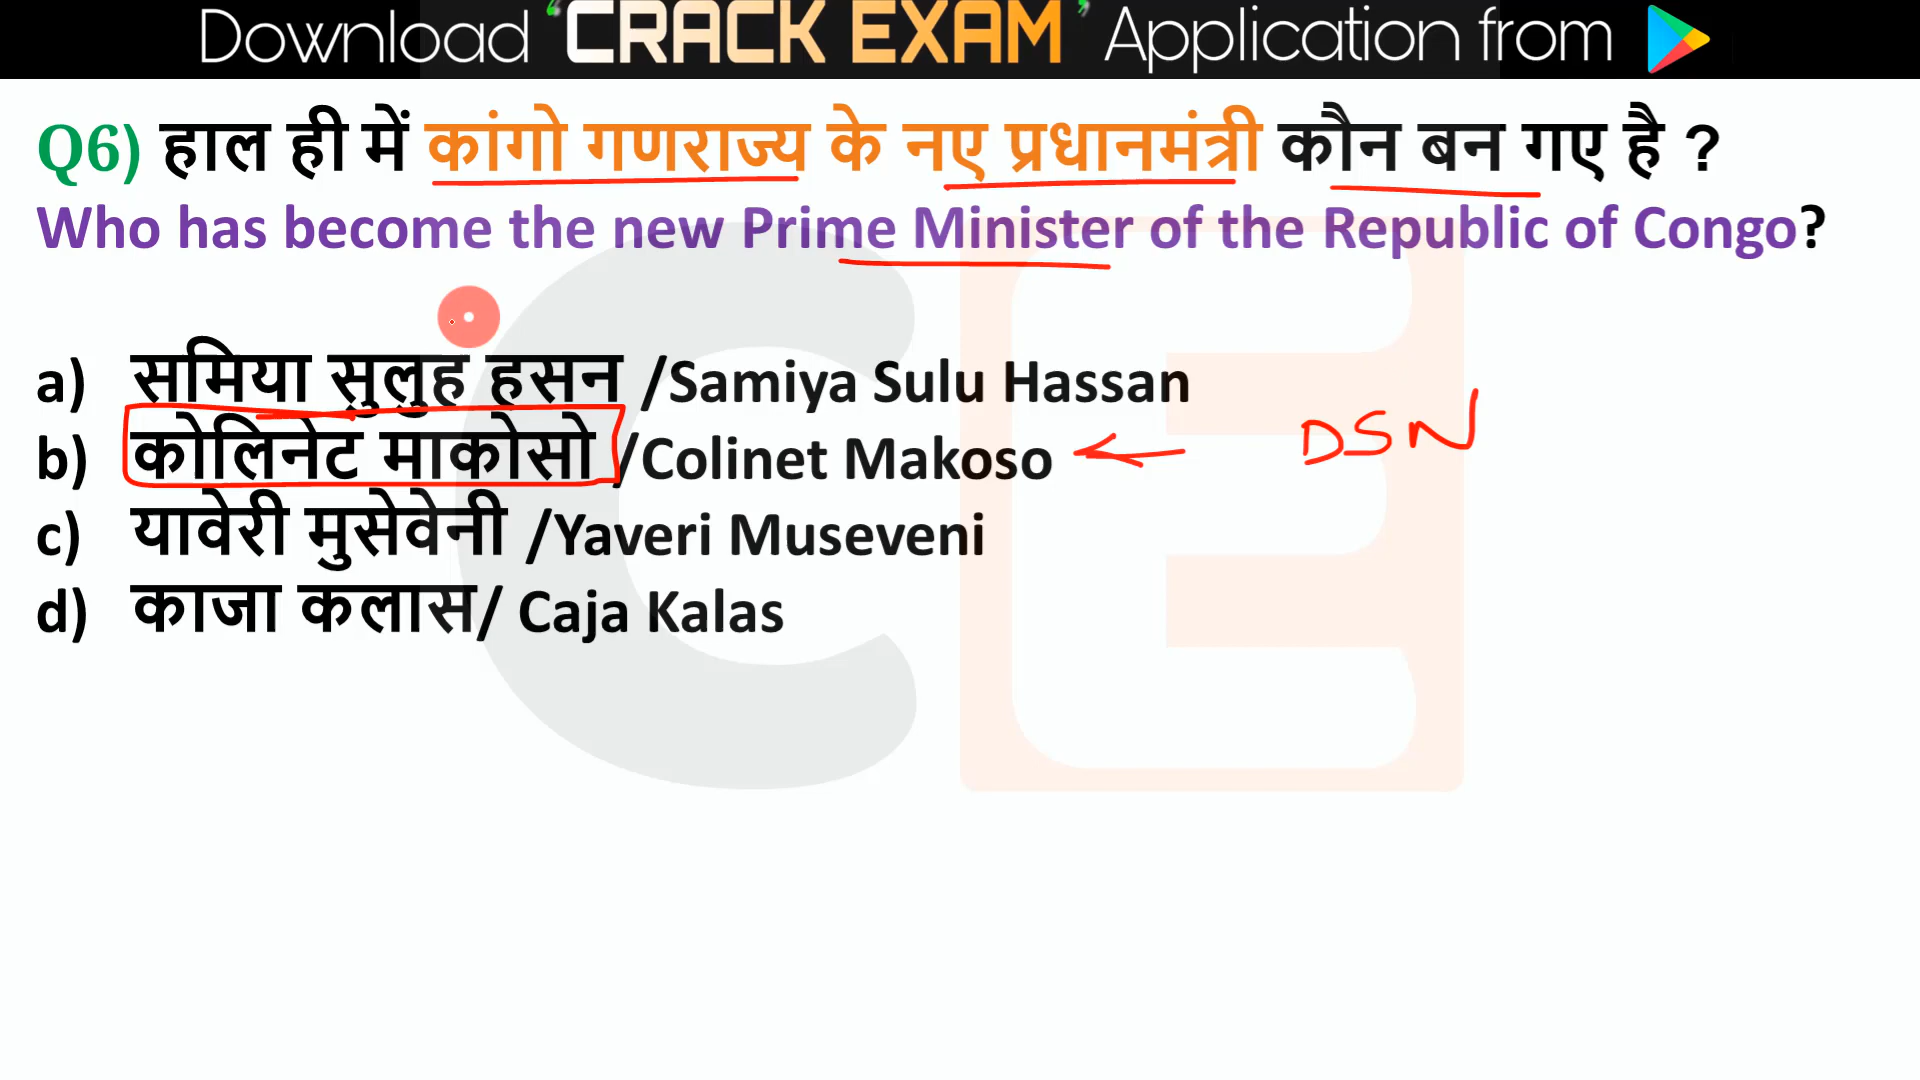 Download ‘CRACK EXAM’ Application from
Q6) हाल ही में कांगो गणराज्य के नए प्रधानमंत्री कौन बन गए है ?
Who has become the new Prime Minister of the Republic of Congo?
a) समिया सुलुह हसन /Samiya Sulu Hassan
b) कोलिनेट माकोसो /Colinet Makoso
DSN
c) यावेरी मुसेवेनी /Yaveri Museveni
d) काजा कलास/ Caja Kalas
CE